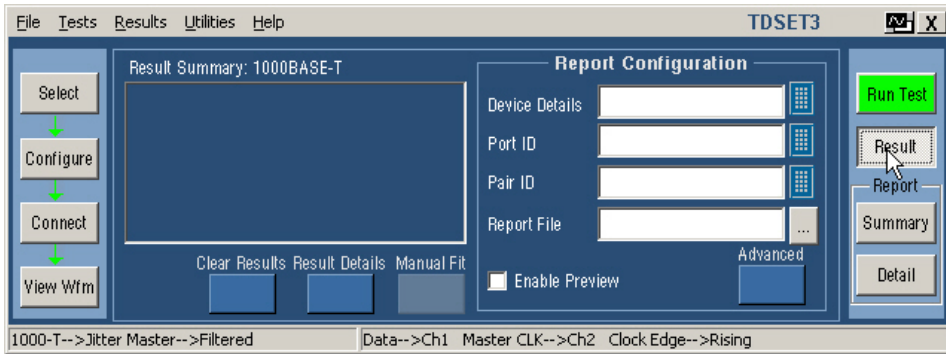 File Tests Results Utilities Help TDSET3 X
Select
Configure
Connect
View Wfm
Result Summary: 1000BASE-T
Clear Results Result Details Manual Fit
Report Configuration
Device Details
Port ID
Pair ID
Report File ...
Enable Preview
Advanced
Run Test
Result
Report
Summary
Detail
1000-T-->Jitter Master-->Filtered Data-->Ch1 Master CLK-->Ch2 Clock Edge-->Rising